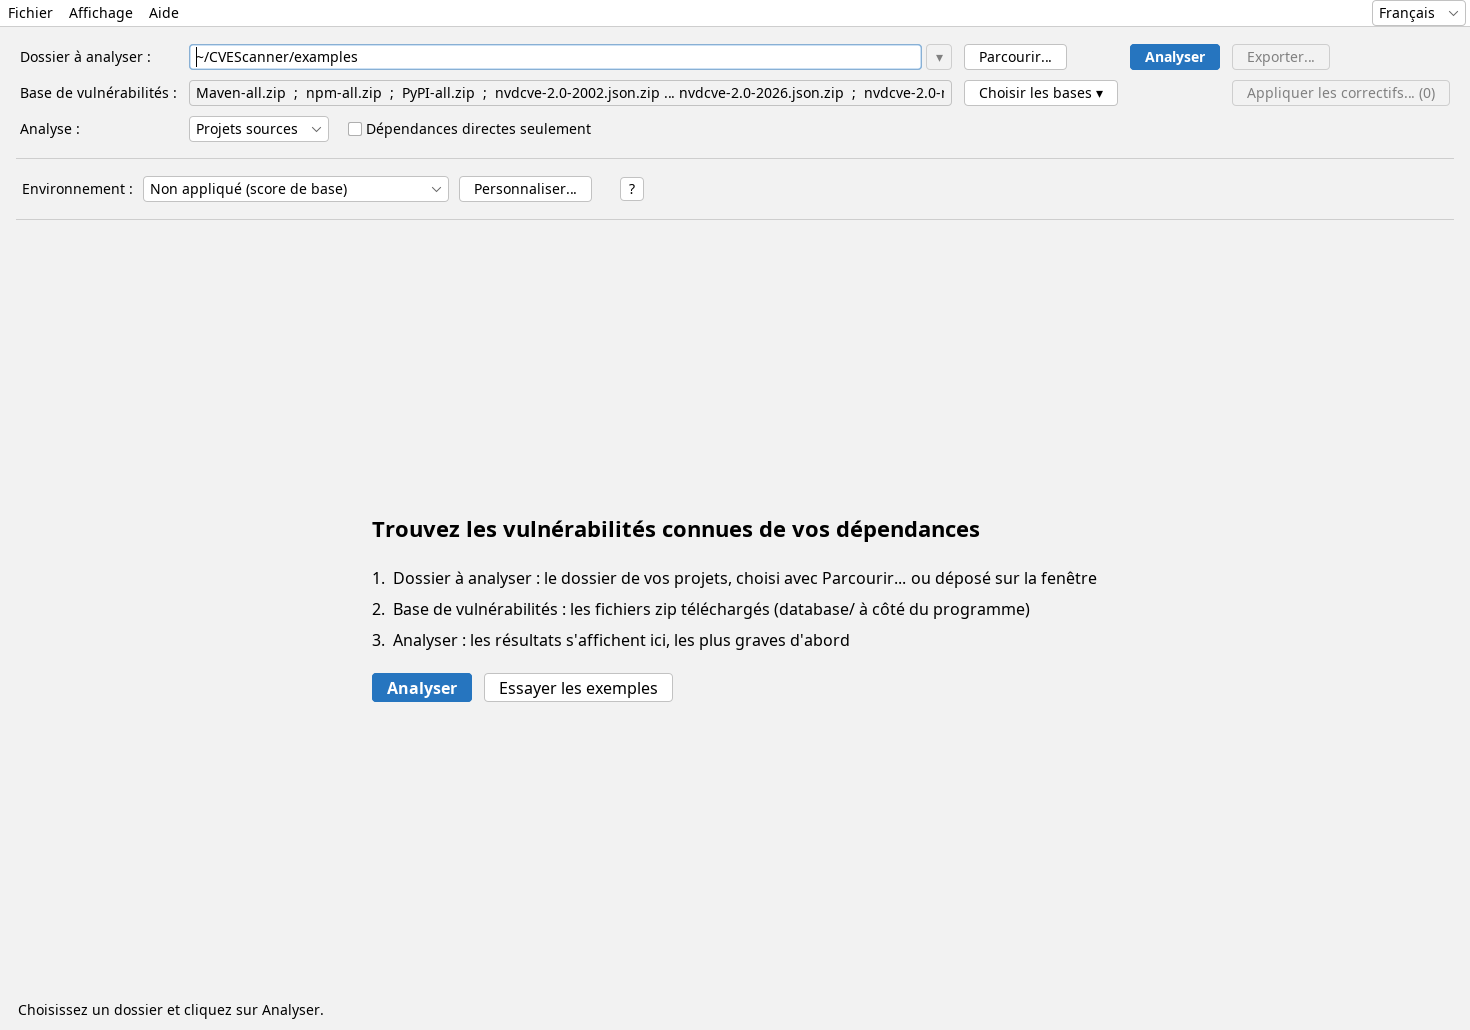 Fichier Affichage Aide Français
Dossier à analyser : ~/CVEScanner/examples ▾ Parcourir... Analyser Exporter...
Base de vulnérabilités : Maven-all.zip ; npm-all.zip ; PyPI-all.zip ; nvdcve-2.0-2002.json.zip ... nvdcve-2.0-2026.json.zip ; nvdcve-2.0- Choisir les bases ▾ Appliquer les correctifs... (0)
Analyse : Projets sources Dépendances directes seulement
Environnement : Non appliqué (score de base) Personnaliser... ?
Trouvez les vulnérabilités connues de vos dépendances
1. Dossier à analyser : le dossier de vos projets, choisi avec Parcourir... ou déposé sur la fenêtre
2. Base de vulnérabilités : les fichiers zip téléchargés (database/ à côté du programme)
3. Analyser : les résultats s'affichent ici, les plus graves d'abord
Analyser Essayer les exemples
Choisissez un dossier et cliquez sur Analyser.